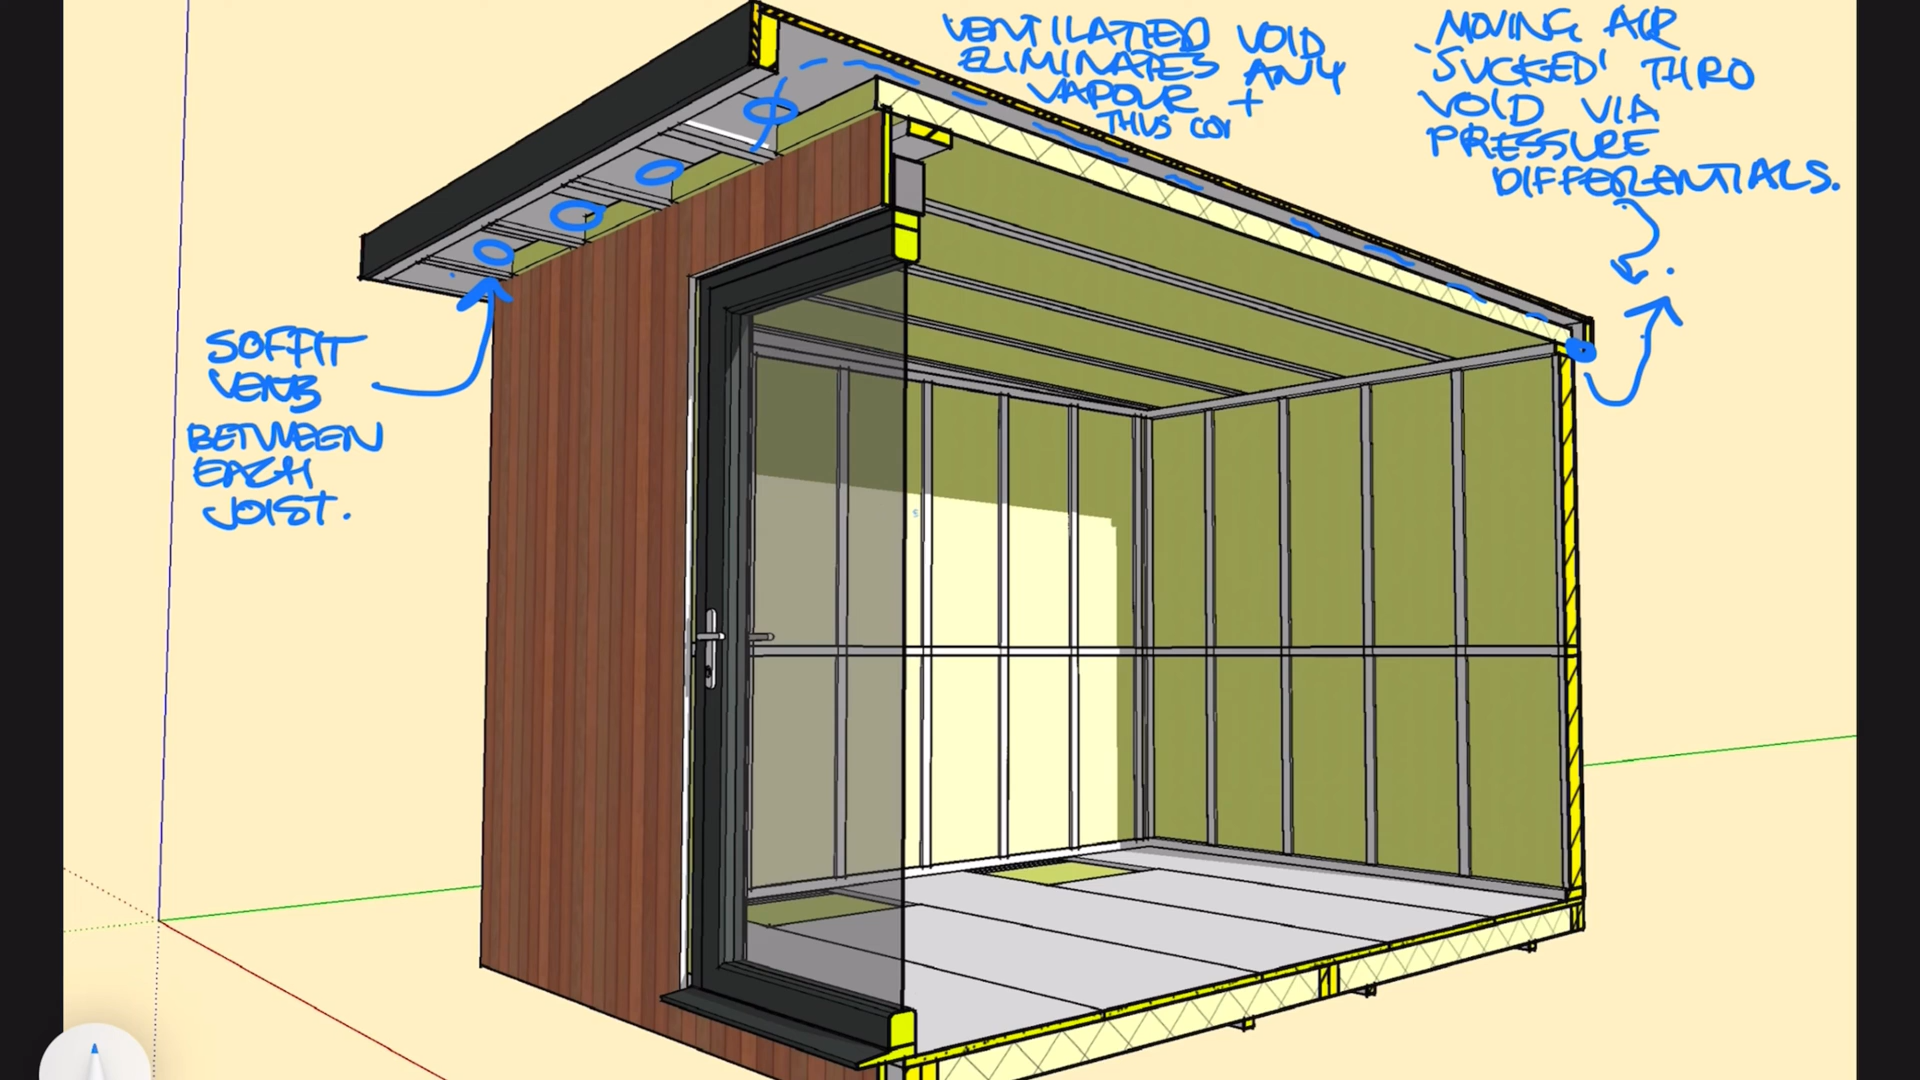 VENTILATED VOID
ELIMINATES ANY
VAPOUR +
THUS CO
MOVING AIR
'SUCKED' THRO
VOID VIA
PRESSURE
DIFFERENTIALS.
SOFFIT
VENTS
BETWEEN
EACH
JOIST.